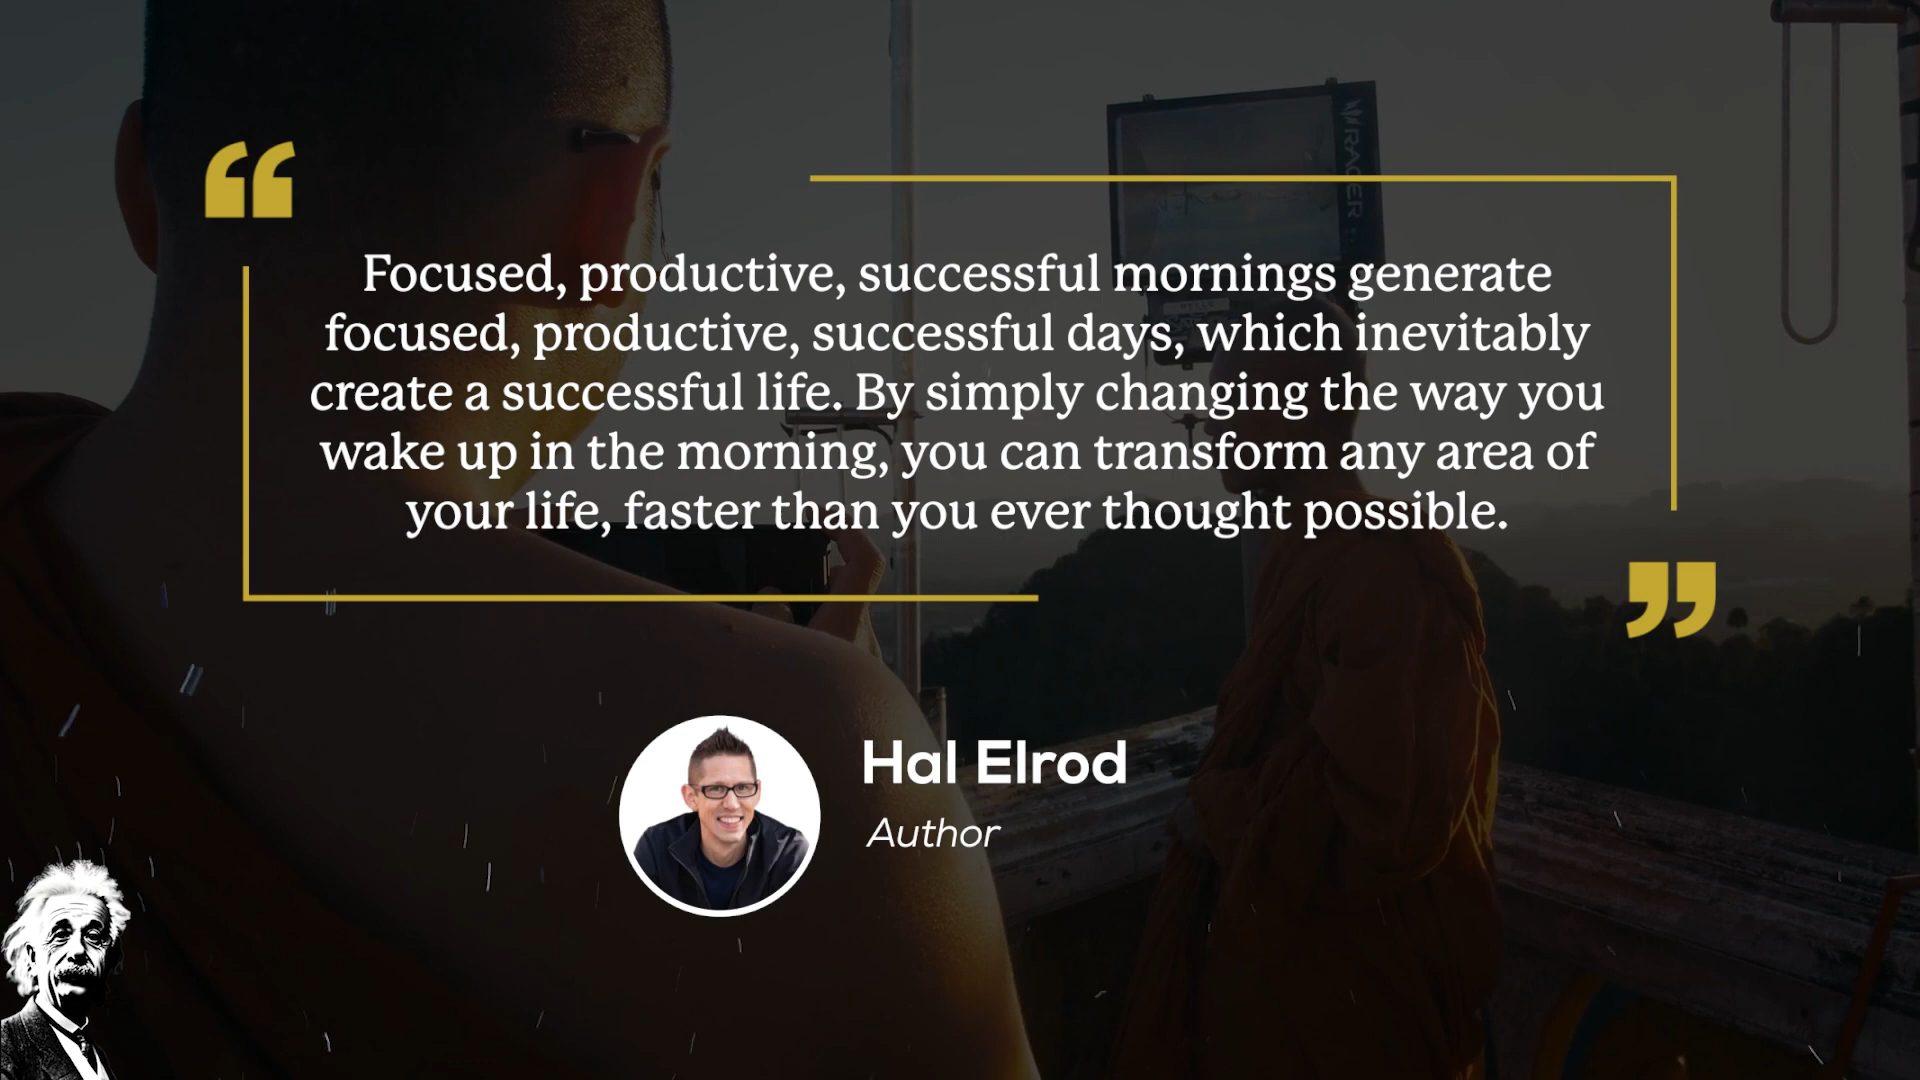 RACER
HELLO
“
Focused, productive, successful mornings generate
focused, productive, successful days, which inevitably
create a successful life. By simply changing the way you
wake up in the morning, you can transform any area of
your life, faster than you ever thought possible.
”
Hal Elrod
Author